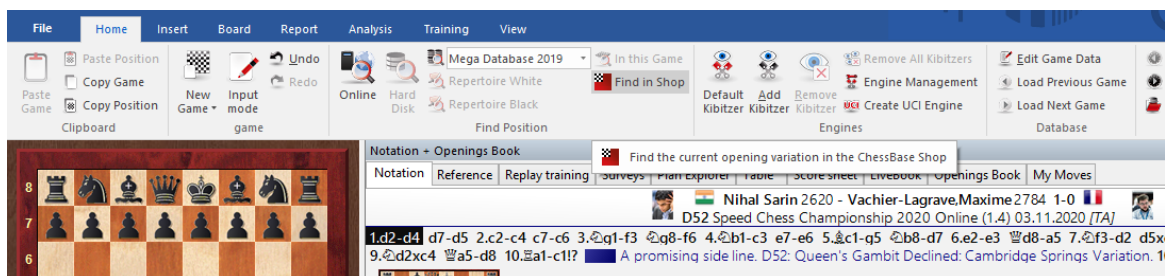 File Home Insert Board Report Analysis Training View
Paste Position Undo Mega Database 2019 In this Game Remove All Kibitzers Edit Game Data
Copy Game Redo Repertoire White Find in Shop Engine Management Load Previous Game
Paste Game Copy Position New Game Input mode Online Hard Disk Repertoire Black Default Kibitzer Add Kibitzer Remove Kibitzer UCI Create UCI Engine Load Next Game
Clipboard game Find Position Engines Database
Notation + Openings Book
Find the current opening variation in the ChessBase Shop
Notation Reference Replay training Surveys Plan Explorer Table Score sheet LiveBook Openings Book My Moves
8
Nihal Sarin 2620 - Vachier-Lagrave,Maxime 2784 1-0
7
D52 Speed Chess Championship 2020 Online (1.4) 03.11.2020 [TA]
1.d2-d4 d7-d5 2.c2-c4 c7-c6 3.♘g1-f3 ♘g8-f6 4.♘b1-c3 e7-e6 5.♗c1-g5 ♘b8-d7 6.e2-e3 ♕d8-a5 7.♘f3-d2 d5x
6
9.♘d2xc4 ♕a5-d8 10.♖a1-c1!? A promising side line. D52: Queen's Gambit Declined: Cambridge Springs Variation. 1